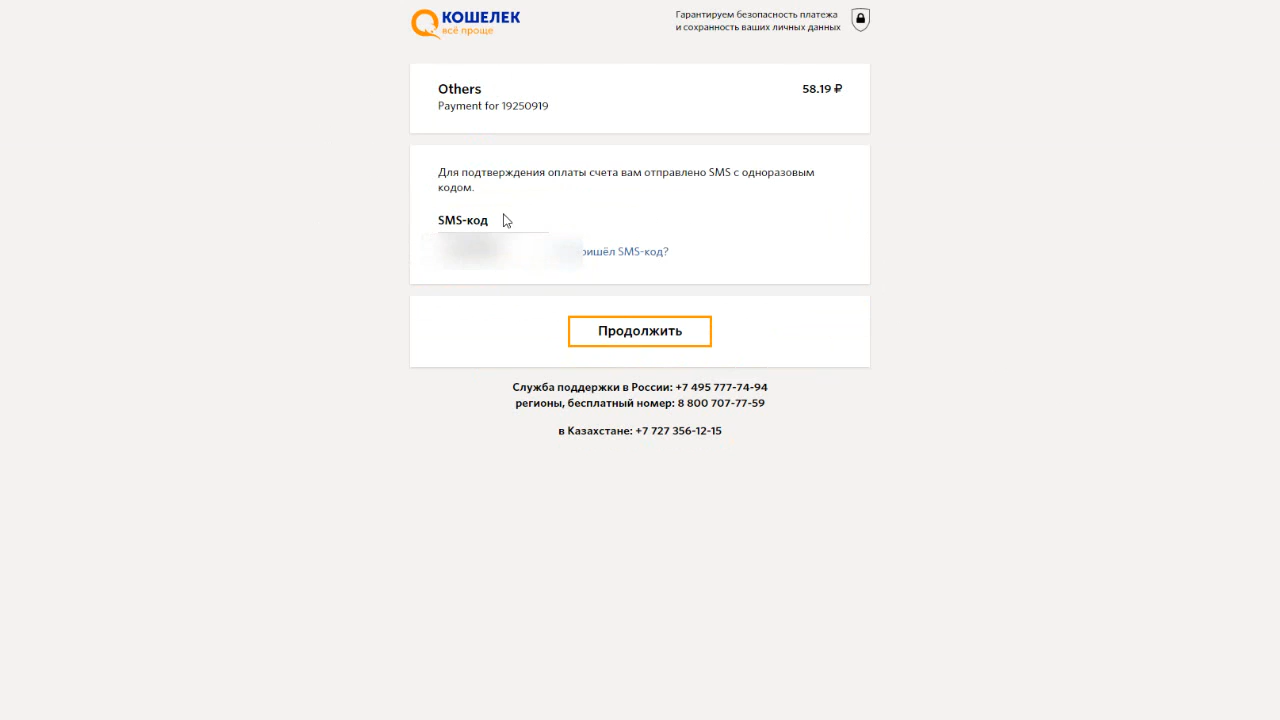 КОШЕЛЕК
всё проще
Гарантируем безопасность платежа
и сохранность ваших личных данных
Others
58.19 ₽
Payment for 19250919
Для подтверждения оплаты счета вам отправлено SMS с одноразовым
кодом.
SMS-код
SMS-код?
Продолжить
Служба поддержки в России: +7 495 777-74-94
регионы, бесплатный номер: 8 800 707-77-59
в Казахстане: +7 727 356-12-15